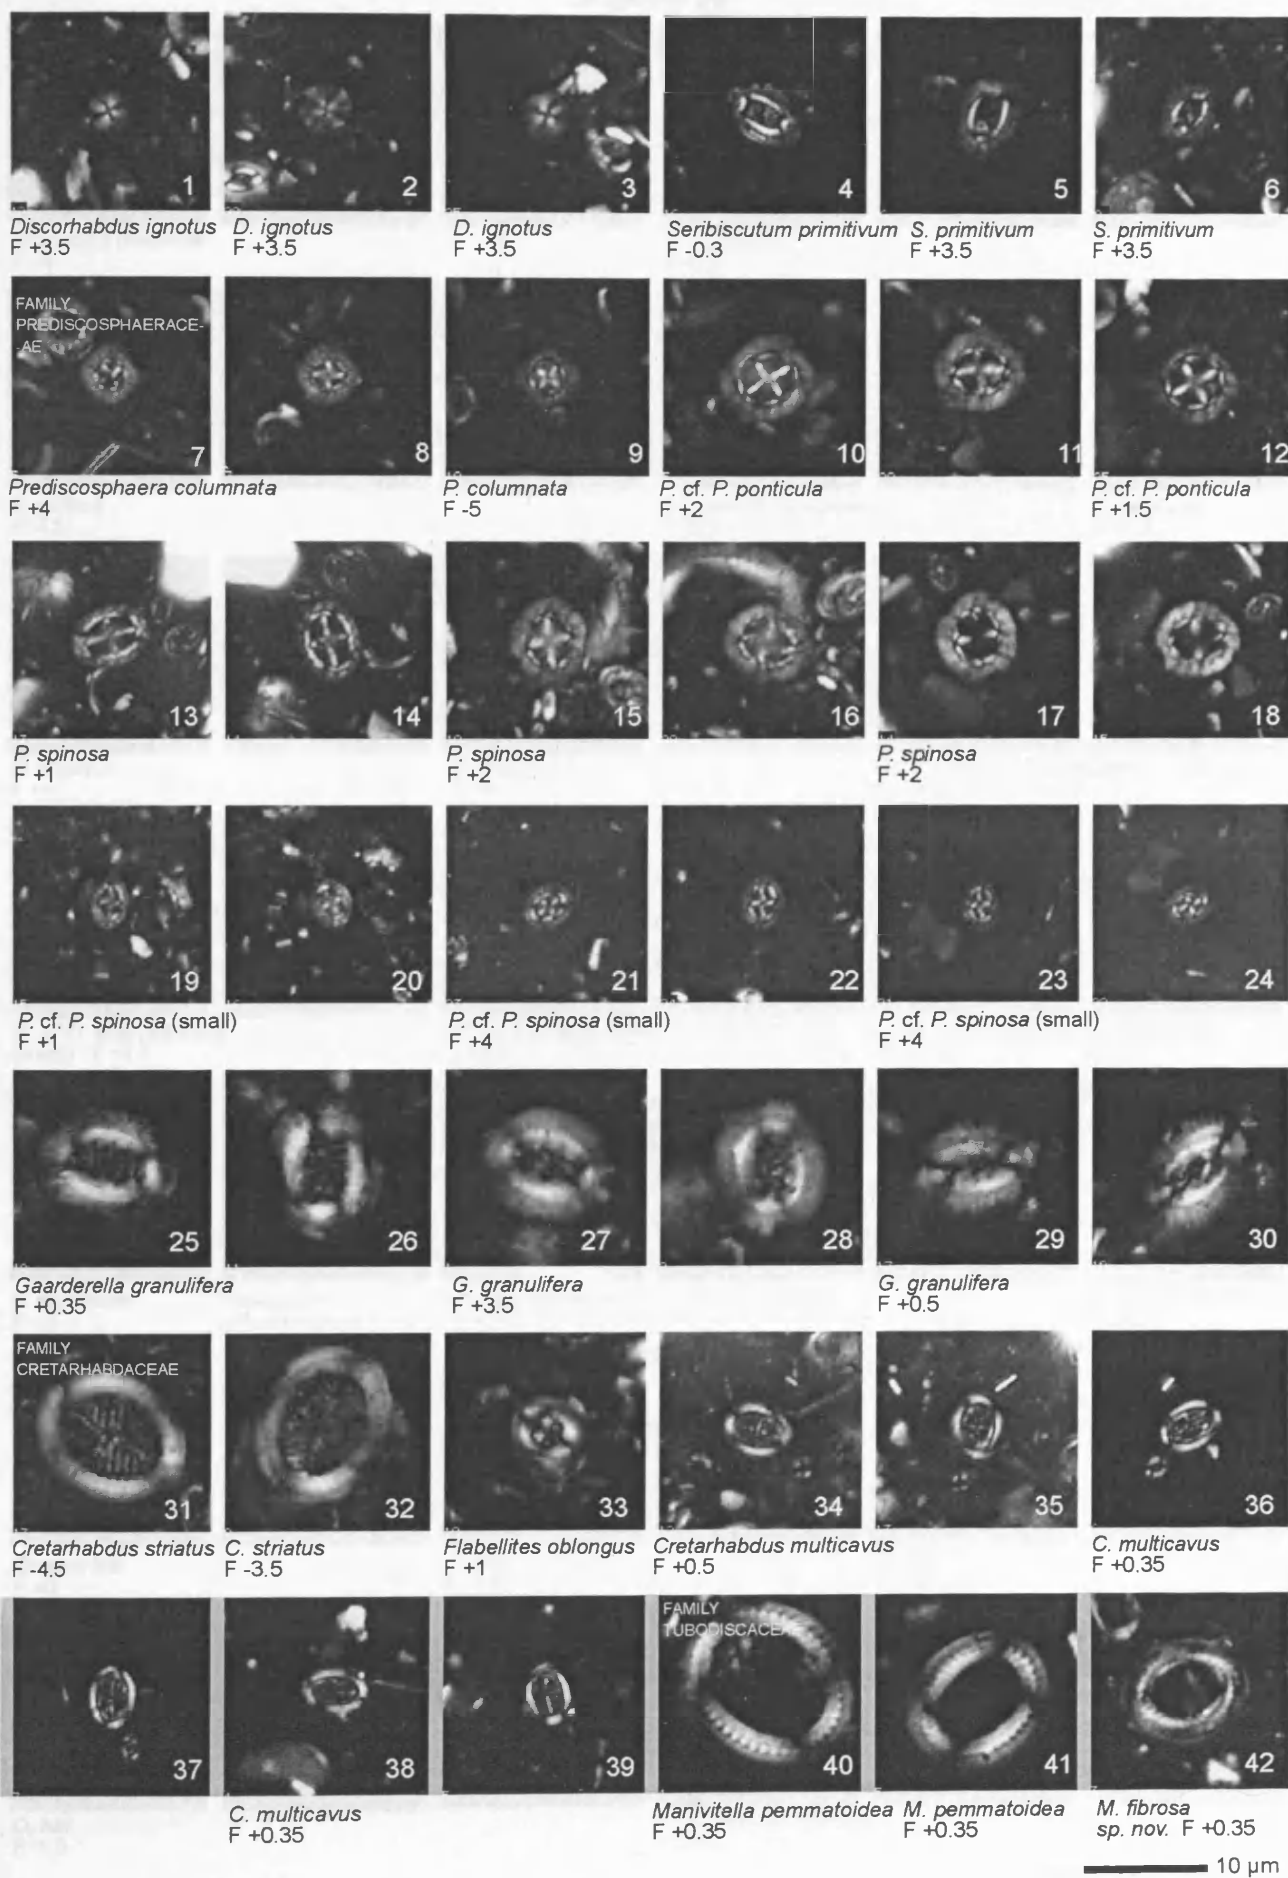 1
2
3
4
5
6
Discorhabdus ignotus
F +3.5
D. ignotus
F +3.5
D. ignotus
F +3.5
Seribiscutum primitivum
F -0.3
S. primitivum
F +3.5
S. primitivum
F +3.5
FAMILY
PREDISCOSPHAERACE-
-AE
7
8
9
10
11
12
Prediscosphaera columnata
F +4
P. columnata
F -5
P. cf. P. ponticula
F +2
P. cf. P. ponticula
F +1.5
13
14
15
16
17
18
P. spinosa
F +1
P. spinosa
F +2
P. spinosa
F +2
19
20
21
22
23
24
P. cf. P. spinosa (small)
F +1
P. cf. P. spinosa (small)
F +4
P. cf. P. spinosa (small)
F +4
25
26
27
28
29
30
Gaarderella granulifera
F +0.35
G. granulifera
F +3.5
G. granulifera
F +0.5
FAMILY
CRETARHABDACEAE
31
32
33
34
35
36
Cretarhabdus striatus
F -4.5
C. striatus
F -3.5
Flabellites oblongus
F +1
Cretarhabdus multicavus
F +0.5
C. multicavus
F +0.35
FAMILY
TUBODISCACEAE
37
38
39
40
41
42
C. multicavus
F +0.35
Manivitella pemmatoidea
F +0.35
M. pemmatoidea
F +0.35
M. fibrosa
sp. nov. F +0.35
10 µm